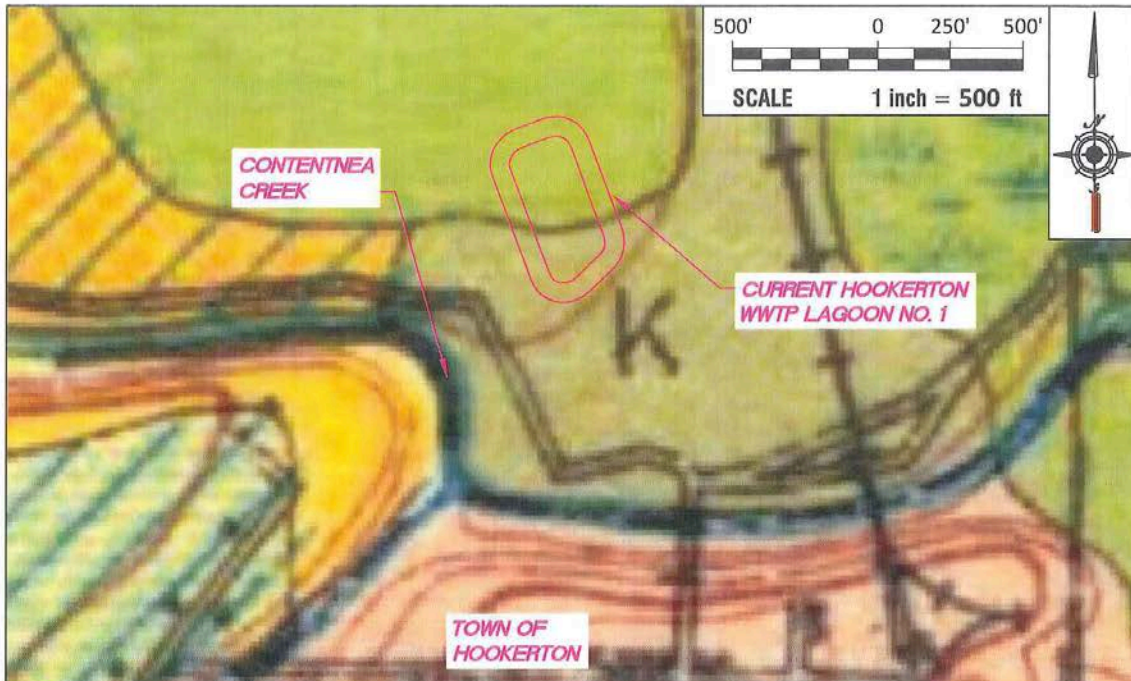 500' 0 250' 500'
SCALE 1 inch = 500 ft
N
CONTENTNEA
CREEK
CURRENT HOOKERTON
WWTP LAGOON NO. 1
K
TOWN OF
HOOKERTON